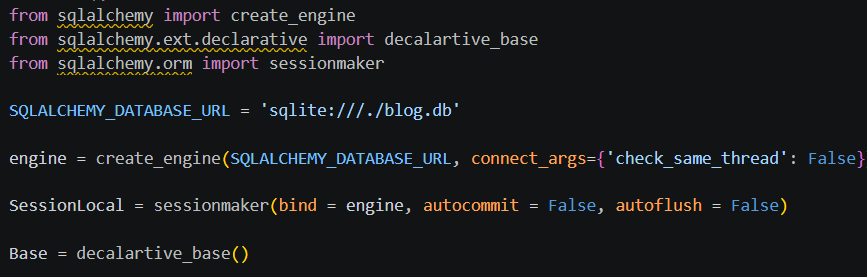 from sqlalchemy import create_engine
from sqlalchemy.ext.declarative import decalartive_base
from sqlalchemy.orm import sessionmaker
SQLALCHEMY_DATABASE_URL = 'sqlite:///./blog.db'
engine = create_engine(SQLALCHEMY_DATABASE_URL, connect_args={'check_same_thread': False}
SessionLocal = sessionmaker(bind = engine, autocommit = False, autoflush = False)
Base = decalartive_base()